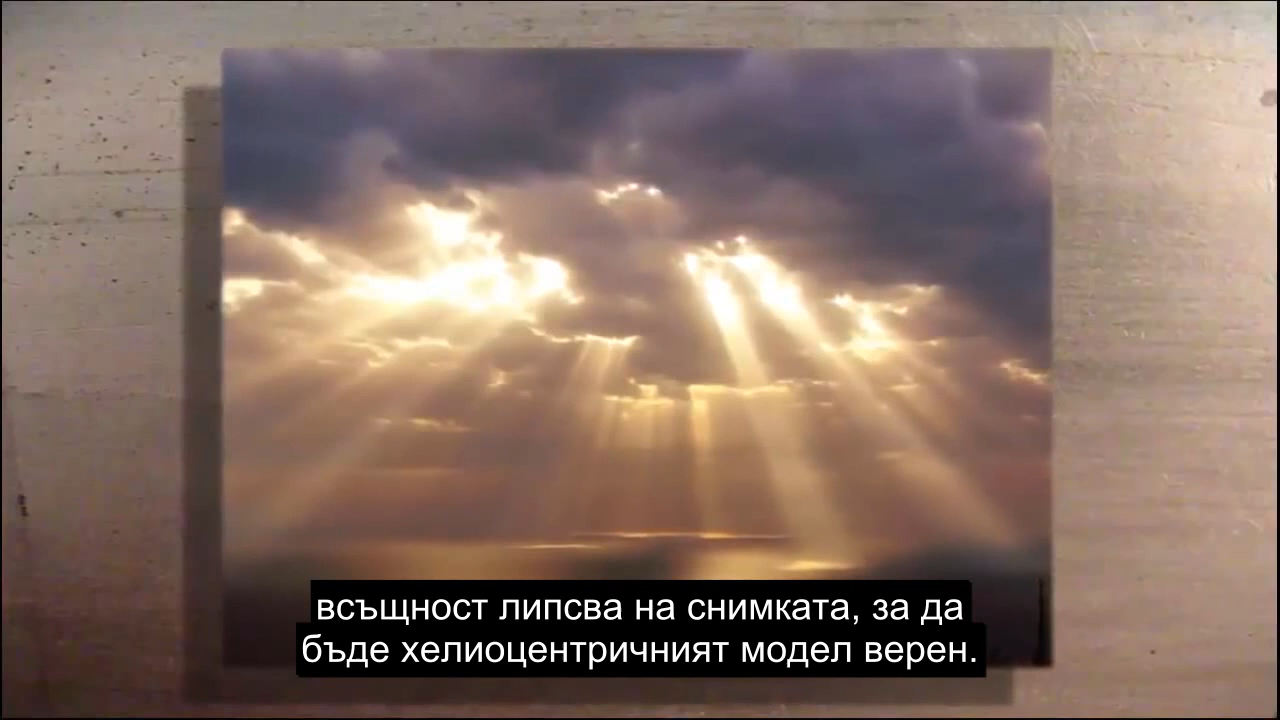 всъщност липсва на снимката, за да
бъде хелиоцентричният модел верен.